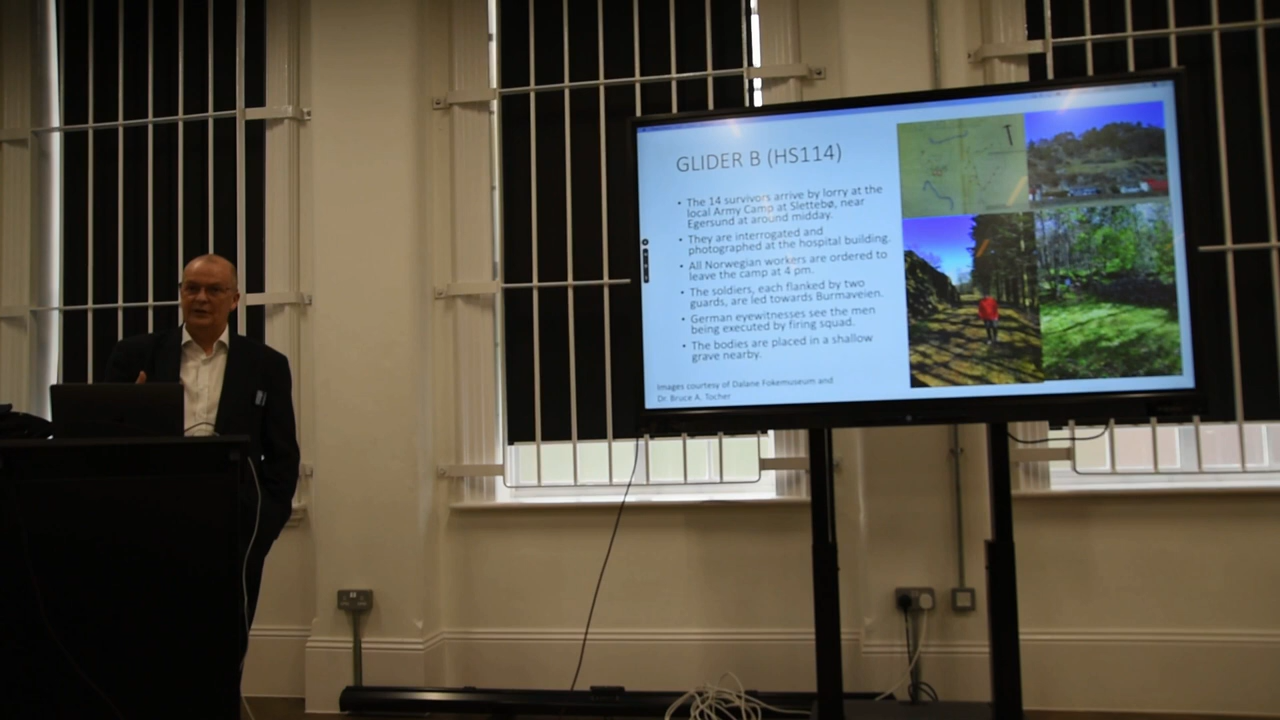 GLIDER B (HS114)
• The 14 survivors arrive by lorry at the
local Army Camp at Slettebø, near
Egersund at around midday.
• They are interrogated and
photographed at the hospital building.
• All Norwegian workers are ordered to
leave the camp at 4 pm.
• The soldiers, each flanked by two
guards, are led towards Burmaveien.
• German eyewitnesses see the men
being executed by firing squad.
• The bodies are placed in a shallow
grave nearby.
Images courtesy of Dalane Fokemuseum and
Dr. Bruce A. Tocher